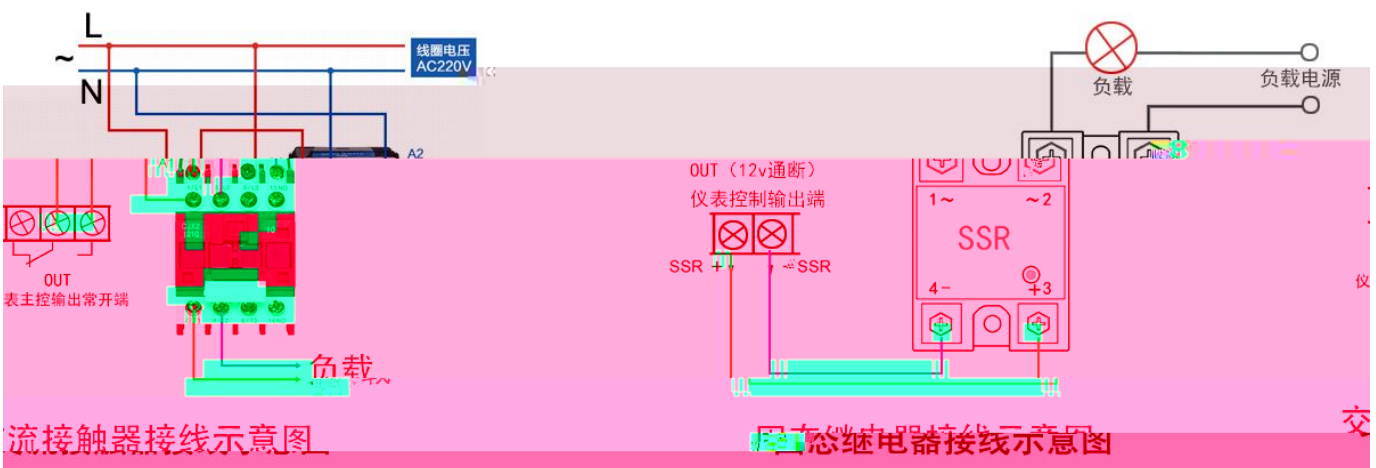 L
~
N
线圈电压
AC220V
A2
A1
OUT
表主控输出常开端
负载
流接触器接线示意图
OUT（12v通断）
仪表控制输出端
SSR +
- SSR
负载
负载电源
1~
~2
SSR
4-
+3
态继电器接线示意图
仪
交